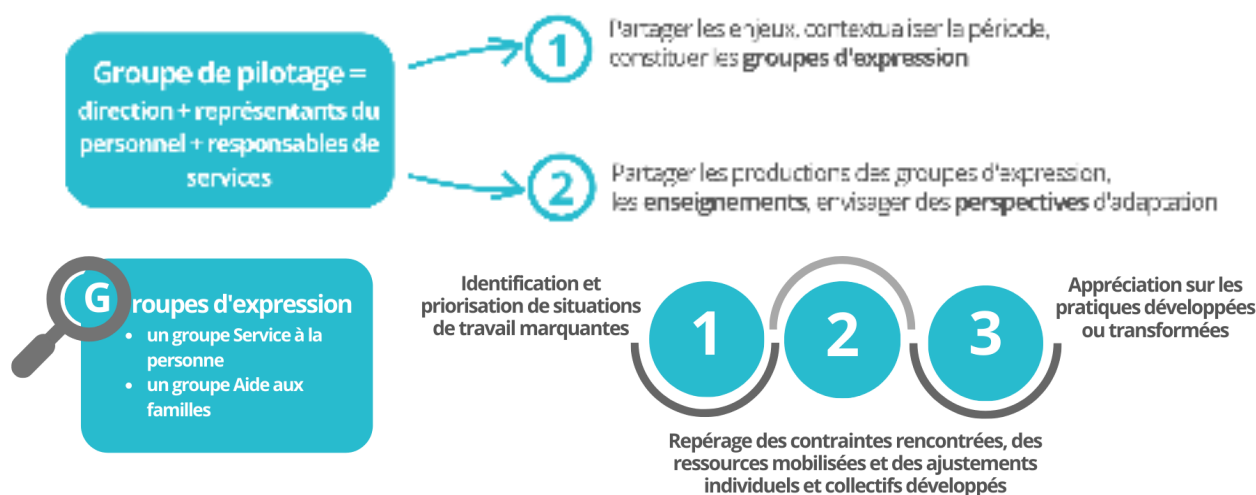 Groupe de pilotage =
direction + représentants du
personnel + responsables de
services
1
Partager les enjeux, contextualiser la période,
constituer les groupes d'expression
2
Partager les productions des groupes d'expression,
les enseignements, envisager des perspectives d'adaptation
Groupes d'expression
• un groupe Service à la
personne
• un groupe Aide aux
familles
Identification et
priorisation de situations
de travail marquantes
1
2
3
Appréciation sur les
pratiques développées
ou transformées
Repérage des contraintes rencontrées, des
ressources mobilisées et des ajustements
individuels et collectifs développés